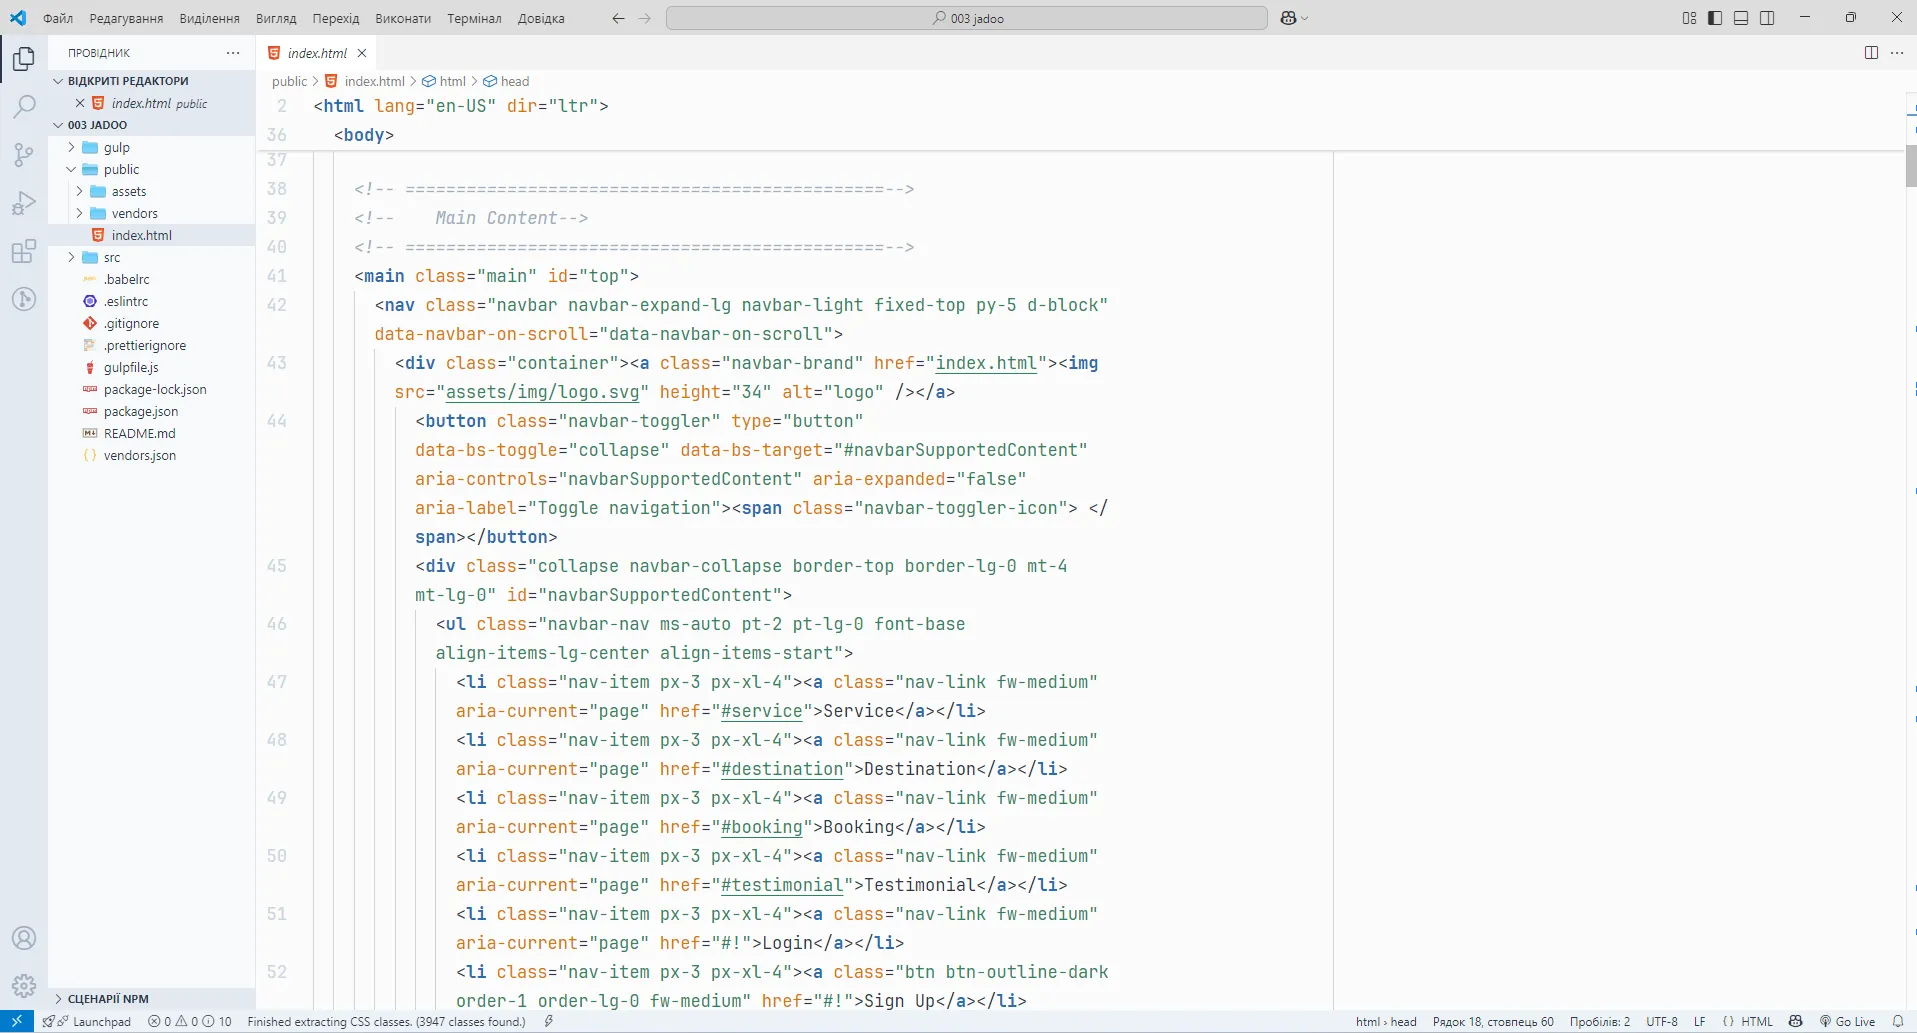 Файл Редагування Виділення Вигляд Перехід Виконати Термінал Довідка 003 jadoo
ПРОВІДНИК
ВІДКРИТІ РЕДАКТОРИ
index.html public
003 JADOO
gulp
public
assets
vendors
index.html
src
.babelrc
.eslintrc
.gitignore
.prettierignore
gulpfile.js
package-lock.json
package.json
README.md
vendors.json
СЦЕНАРІЇ NPM
index.html
public > index.html > html > head
2 <html lang="en-US" dir="ltr">
36 <body>
37
38 <!-- ===============================================-->
39 <!--    Main Content-->
40 <!-- ===============================================-->
41 <main class="main" id="top">
42 <nav class="navbar navbar-expand-lg navbar-light fixed-top py-5 d-block"
data-navbar-on-scroll="data-navbar-on-scroll">
43 <div class="container"><a class="navbar-brand" href="index.html"><img
src="assets/img/logo.svg" height="34" alt="logo" /></a>
44 <button class="navbar-toggler" type="button"
data-bs-toggle="collapse" data-bs-target="#navbarSupportedContent"
aria-controls="navbarSupportedContent" aria-expanded="false"
aria-label="Toggle navigation"><span class="navbar-toggler-icon"> </
span></button>
45 <div class="collapse navbar-collapse border-top border-lg-0 mt-4
mt-lg-0" id="navbarSupportedContent">
46 <ul class="navbar-nav ms-auto pt-2 pt-lg-0 font-base
align-items-lg-center align-items-start">
47 <li class="nav-item px-3 px-xl-4"><a class="nav-link fw-medium"
aria-current="page" href="#service">Service</a></li>
48 <li class="nav-item px-3 px-xl-4"><a class="nav-link fw-medium"
aria-current="page" href="#destination">Destination</a></li>
49 <li class="nav-item px-3 px-xl-4"><a class="nav-link fw-medium"
aria-current="page" href="#booking">Booking</a></li>
50 <li class="nav-item px-3 px-xl-4"><a class="nav-link fw-medium"
aria-current="page" href="#testimonial">Testimonial</a></li>
51 <li class="nav-item px-3 px-xl-4"><a class="nav-link fw-medium"
aria-current="page" href="#!">Login</a></li>
52 <li class="nav-item px-3 px-xl-4"><a class="btn btn-outline-dark
order-1 order-lg-0 fw-medium" href="#!">Sign Up</a></li>
Launchpad 0 0 10 Finished extracting CSS classes. (3947 classes found.) html › head Рядок 18, стовпець 60 Пробілів: 2 UTF-8 LF {} HTML Go Live